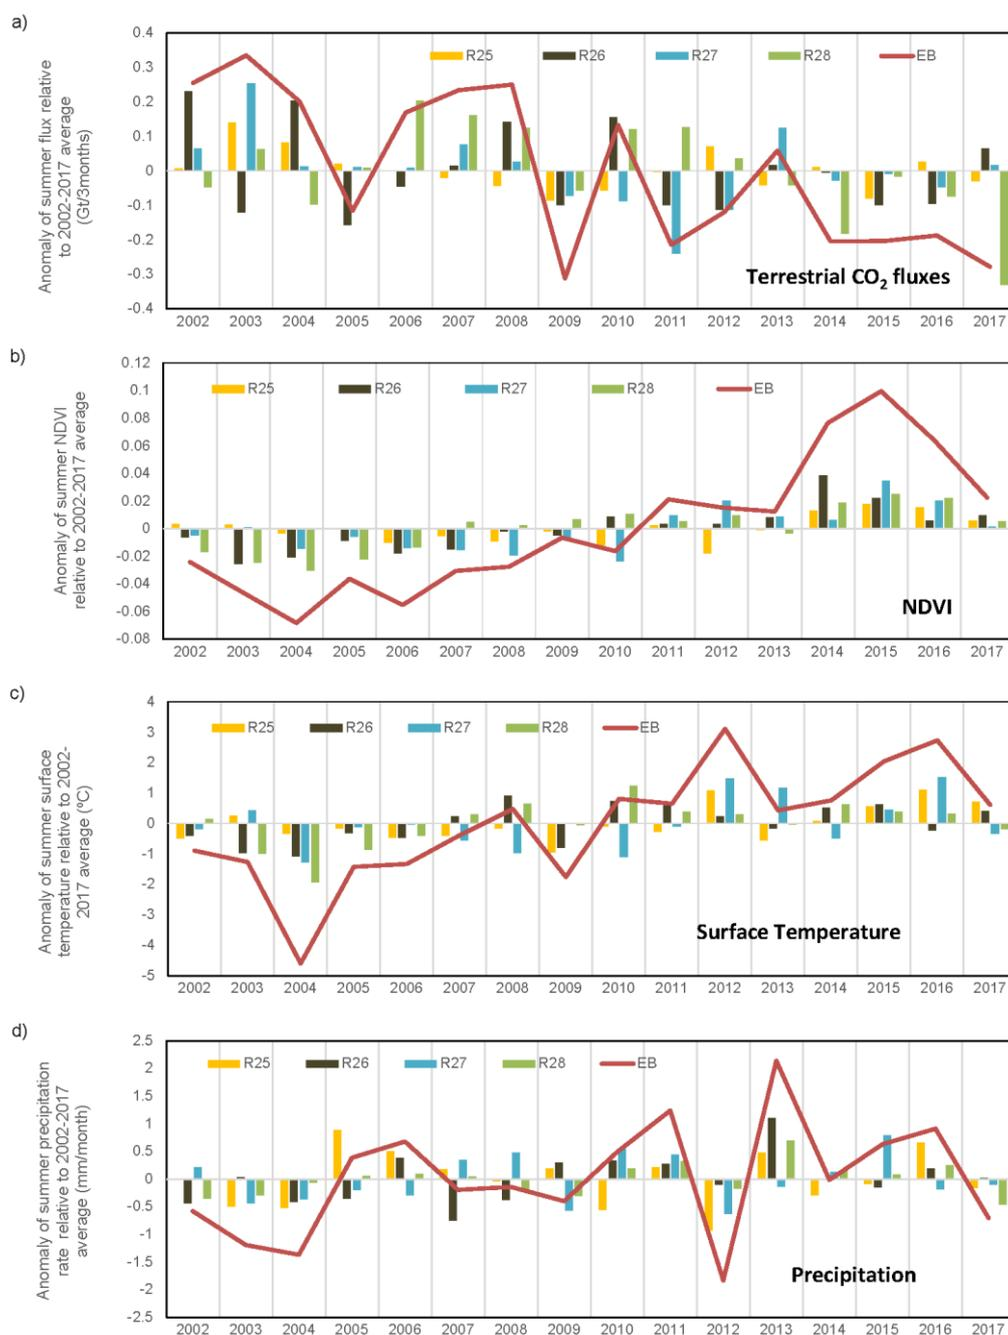 a)
Anomaly of summer flux relative
to 2002-2017 average
(Gt/3months)
0.4
0.3
0.2
0.1
0
-0.1
-0.2
-0.3
-0.4
R25 R26 R27 R28 EB
Terrestrial CO₂ fluxes
2002 2003 2004 2005 2006 2007 2008 2009 2010 2011 2012 2013 2014 2015 2016 2017
b)
Anomaly of summer NDVI
relative to 2002-2017 average
0.12
0.1
0.08
0.06
0.04
0.02
0
-0.02
-0.04
-0.06
-0.08
R25 R26 R27 R28 EB
NDVI
2002 2003 2004 2005 2006 2007 2008 2009 2010 2011 2012 2013 2014 2015 2016 2017
c)
Anomaly of summer surface
temperature relative to 2002-
2017 average (°C)
4
3
2
1
0
-1
-2
-3
-4
-5
R25 R26 R27 R28 EB
Surface Temperature
2002 2003 2004 2005 2006 2007 2008 2009 2010 2011 2012 2013 2014 2015 2016 2017
d)
Anomaly of summer precipitation
rate relative to 2002-2017
average (mm/month)
2.5
2
1.5
1
0.5
0
-0.5
-1
-1.5
-2
-2.5
R25 R26 R27 R28 EB
Precipitation
2002 2003 2004 2005 2006 2007 2008 2009 2010 2011 2012 2013 2014 2015 2016 2017